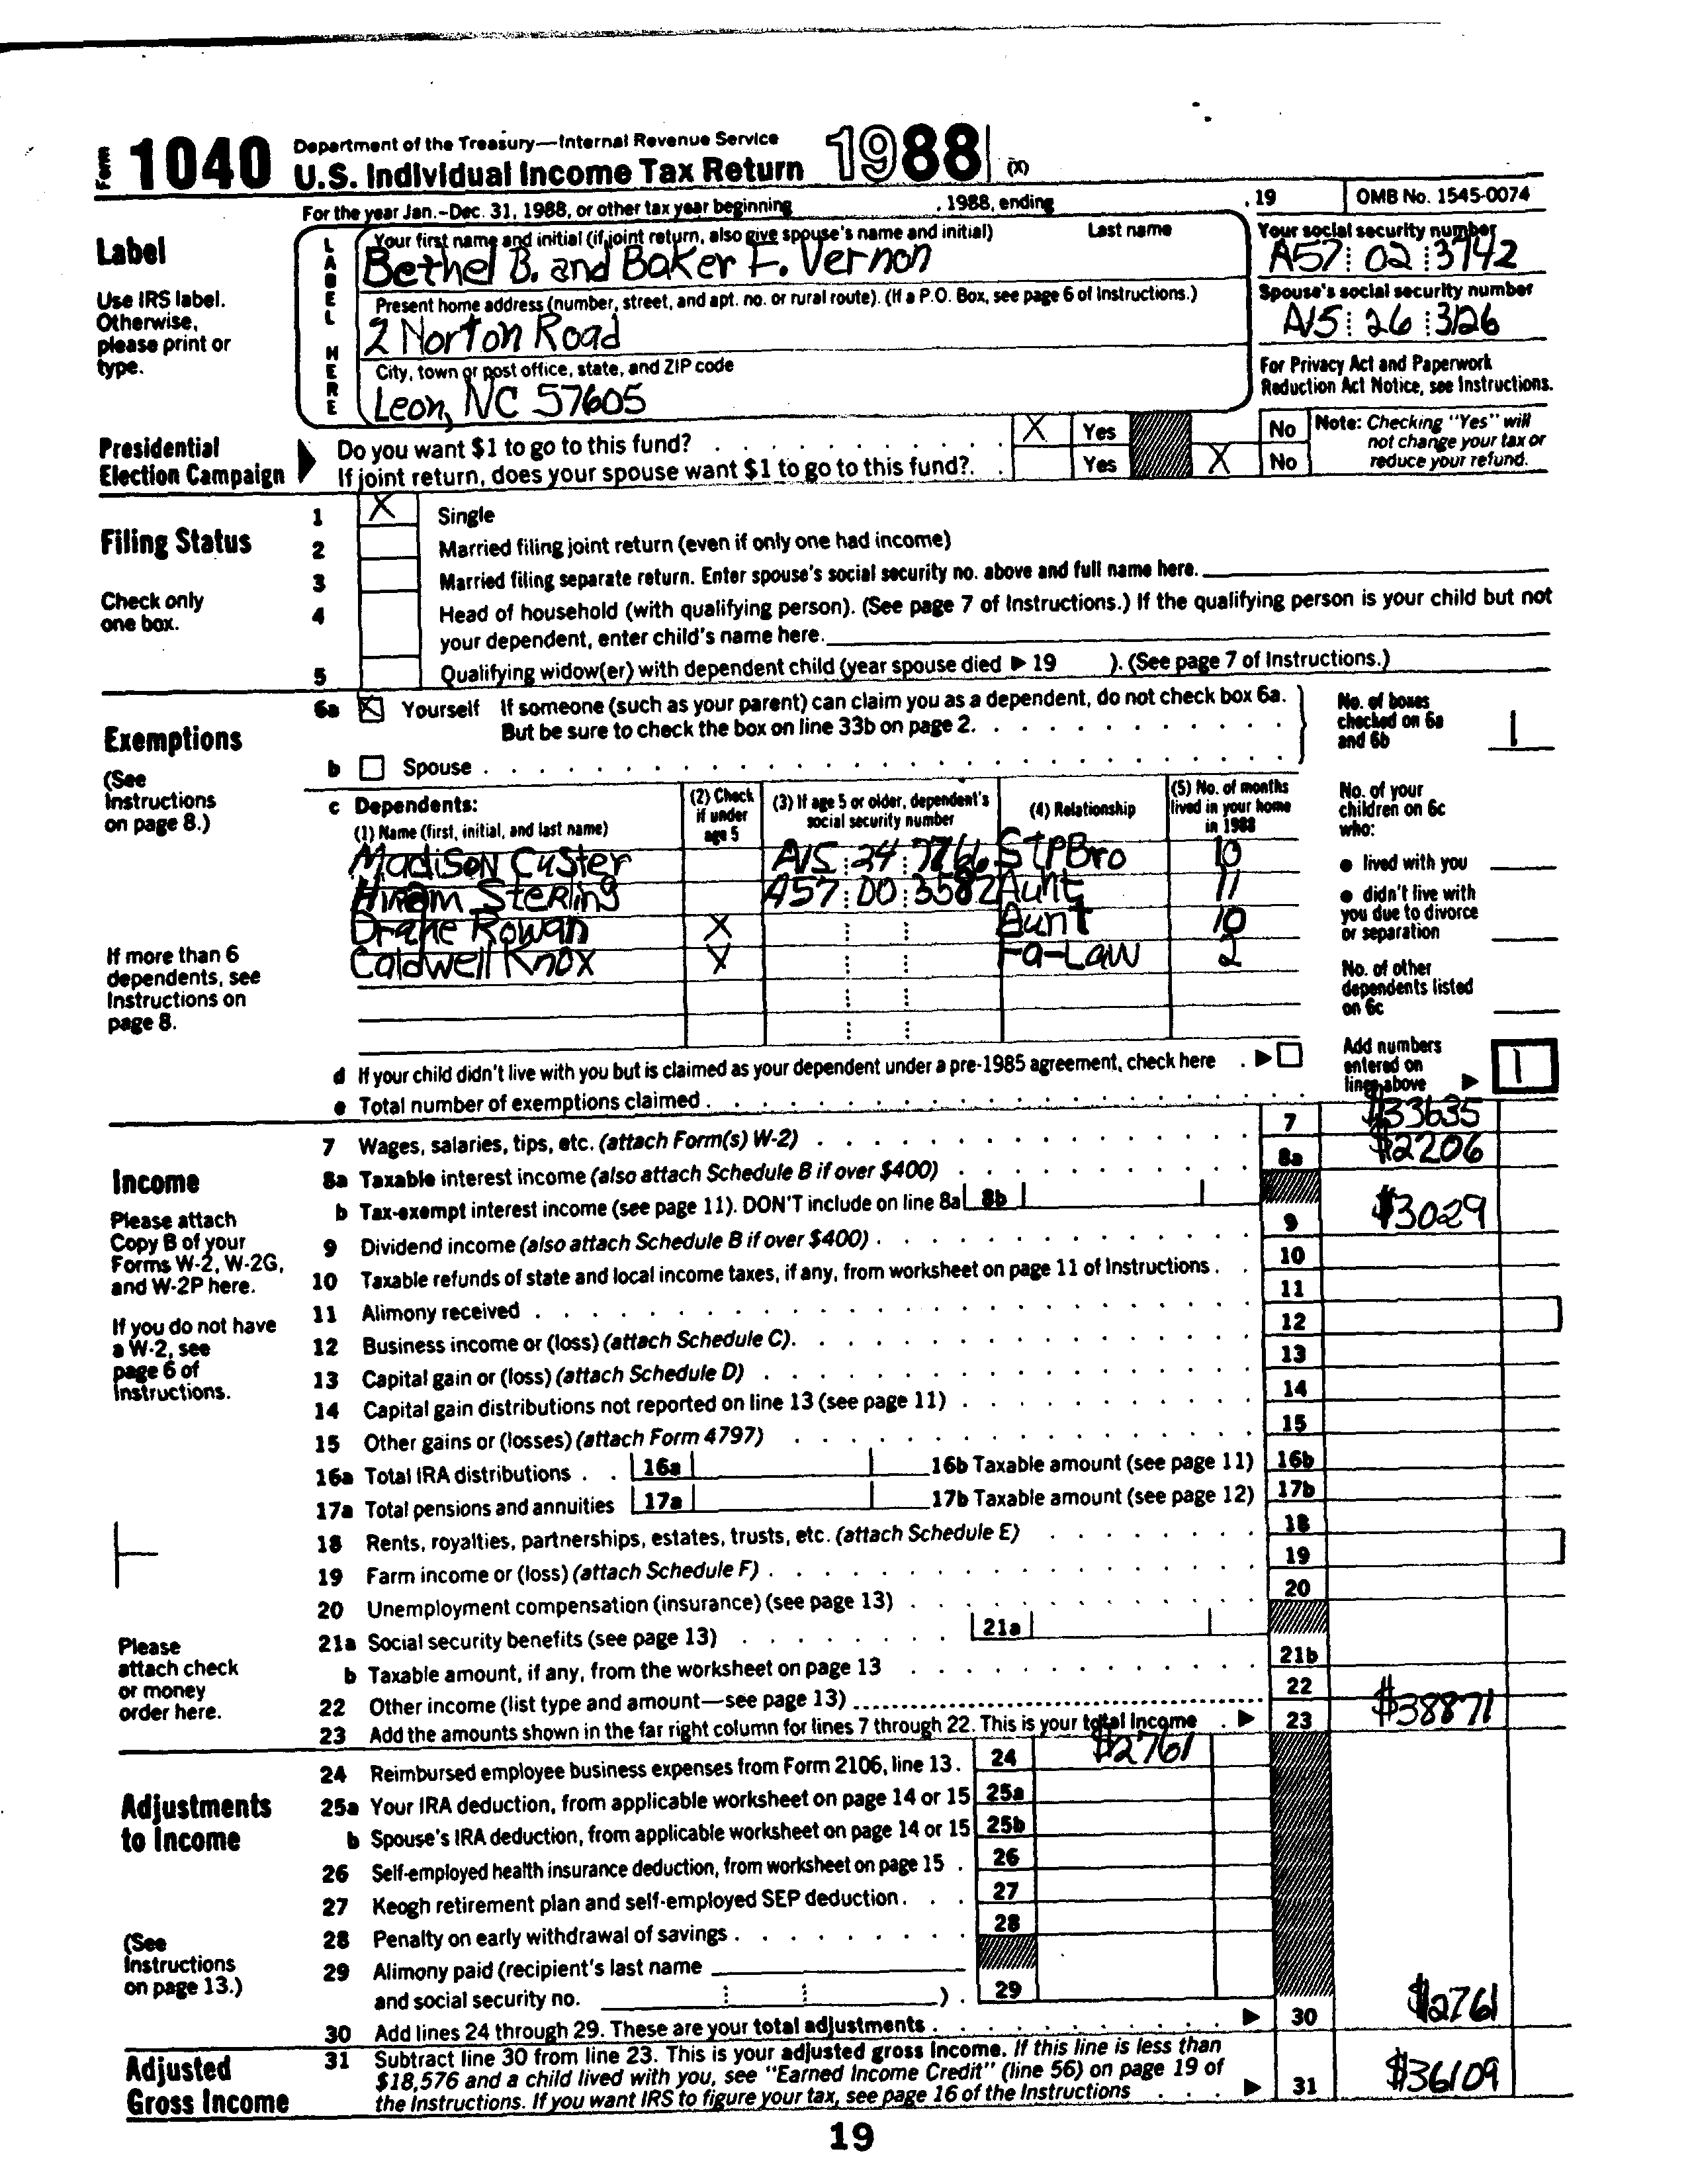 Form 1040 Department of the Treasury—Internal Revenue Service
U.S. Individual Income Tax Return 1988 (X)
For the year Jan.-Dec. 31, 1988, or other tax year beginning , 1988, ending , 19 OMB No. 1545-0074
Label
Use IRS label.
Otherwise,
please print or
type.
LABEL HERE
Your first name and initial (if joint return, also give spouse's name and initial) Last name
Bethel B. and Baker F. Vernon
Your social security number
A57 02 3742
Present home address (number, street, and apt. no. or rural route). (If a P.O. Box, see page 6 of Instructions.)
2 Norton Road
Spouse's social security number
A15 26 3126
City, town or post office, state, and ZIP code
Leon, NC 57605
For Privacy Act and Paperwork
Reduction Act Notice, see Instructions.
Presidential
Election Campaign
Do you want $1 to go to this fund? X Yes No
If joint return, does your spouse want $1 to go to this fund? Yes X No
Note: Checking "Yes" will
not change your tax or
reduce your refund.
Filing Status
Check only
one box.
1 X Single
2 Married filing joint return (even if only one had income)
3 Married filing separate return. Enter spouse's social security no. above and full name here.
4 Head of household (with qualifying person). (See page 7 of Instructions.) If the qualifying person is your child but not
your dependent, enter child's name here.
5 Qualifying widow(er) with dependent child (year spouse died ▶ 19 ). (See page 7 of Instructions.)
Exemptions
(See
Instructions
on page 8.)
If more than 6
dependents, see
Instructions on
page 8.
6a X Yourself If someone (such as your parent) can claim you as a dependent, do not check box 6a.
But be sure to check the box on line 33b on page 2.
b Spouse
No. of boxes
checked on 6a
and 6b 1
c Dependents:
(1) Name (first, initial, and last name)
(2) Check
if under
age 5
(3) If age 5 or older, dependent's
social security number
(4) Relationship
(5) No. of months
lived in your home
in 1988
Madison Custer A15 24 7766 StPBro 10
Hiram Sterling A57 00 3582 Aunt 11
Drake Rowan X Aunt 10
Caldwell Knox X Fa-Law 2
No. of your
children on 6c
who:
● lived with you
● didn't live with
you due to divorce
or separation
No. of other
dependents listed
on 6c
d If your child didn't live with you but is claimed as your dependent under a pre-1985 agreement, check here ▶
e Total number of exemptions claimed
Add numbers
entered on
lines above ▶ 1
Income
Please attach
Copy B of your
Forms W-2, W-2G,
and W-2P here.
If you do not have
a W-2, see
page 6 of
Instructions.
Please
attach check
or money
order here.
7 Wages, salaries, tips, etc. (attach Form(s) W-2) 7 $33635
8a Taxable interest income (also attach Schedule B if over $400) 8a $2206
b Tax-exempt interest income (see page 11). DON'T include on line 8a 8b
9 Dividend income (also attach Schedule B if over $400) 9 $3029
10 Taxable refunds of state and local income taxes, if any, from worksheet on page 11 of Instructions 10
11 Alimony received 11
12 Business income or (loss) (attach Schedule C) 12
13 Capital gain or (loss) (attach Schedule D) 13
14 Capital gain distributions not reported on line 13 (see page 11) 14
15 Other gains or (losses) (attach Form 4797) 15
16a Total IRA distributions 16a 16b Taxable amount (see page 11) 16b
17a Total pensions and annuities 17a 17b Taxable amount (see page 12) 17b
18 Rents, royalties, partnerships, estates, trusts, etc. (attach Schedule E) 18
19 Farm income or (loss) (attach Schedule F) 19
20 Unemployment compensation (insurance) (see page 13) 20
21a Social security benefits (see page 13) 21a
b Taxable amount, if any, from the worksheet on page 13 21b
22 Other income (list type and amount—see page 13) 22
23 Add the amounts shown in the far right column for lines 7 through 22. This is your total income ▶ 23 $38871
Adjustments
to Income
(See
Instructions
on page 13.)
24 Reimbursed employee business expenses from Form 2106, line 13. 24 $2761
25a Your IRA deduction, from applicable worksheet on page 14 or 15 25a
b Spouse's IRA deduction, from applicable worksheet on page 14 or 15 25b
26 Self-employed health insurance deduction, from worksheet on page 15 26
27 Keogh retirement plan and self-employed SEP deduction 27
28 Penalty on early withdrawal of savings 28
29 Alimony paid (recipient's last name
and social security no. ) 29
30 Add lines 24 through 29. These are your total adjustments ▶ 30 $2761
Adjusted
Gross Income
31 Subtract line 30 from line 23. This is your adjusted gross income. If this line is less than
$18,576 and a child lived with you, see "Earned Income Credit" (line 56) on page 19 of
the Instructions. If you want IRS to figure your tax, see page 16 of the Instructions ▶ 31 $36109
19